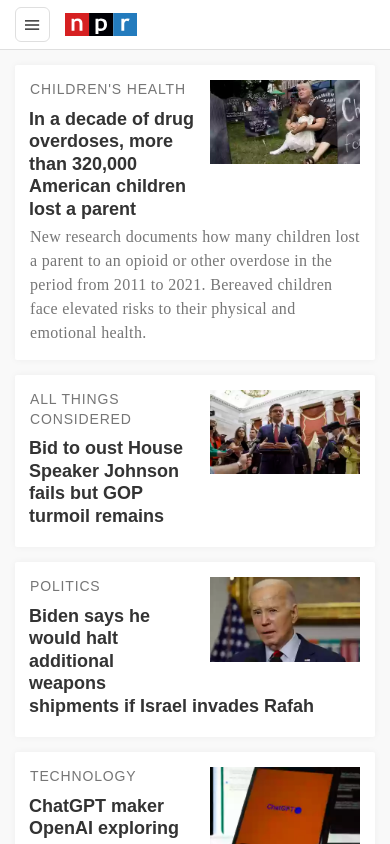 npr
CHILDREN'S HEALTH
In a decade of drug
overdoses, more
than 320,000
American children
lost a parent
New research documents how many children lost
a parent to an opioid or other overdose in the
period from 2011 to 2021. Bereaved children
face elevated risks to their physical and
emotional health.
ALL THINGS
CONSIDERED
Bid to oust House
Speaker Johnson
fails but GOP
turmoil remains
POLITICS
Biden says he
would halt
additional
weapons
shipments if Israel invades Rafah
TECHNOLOGY
ChatGPT maker
OpenAI exploring
ChatGPT